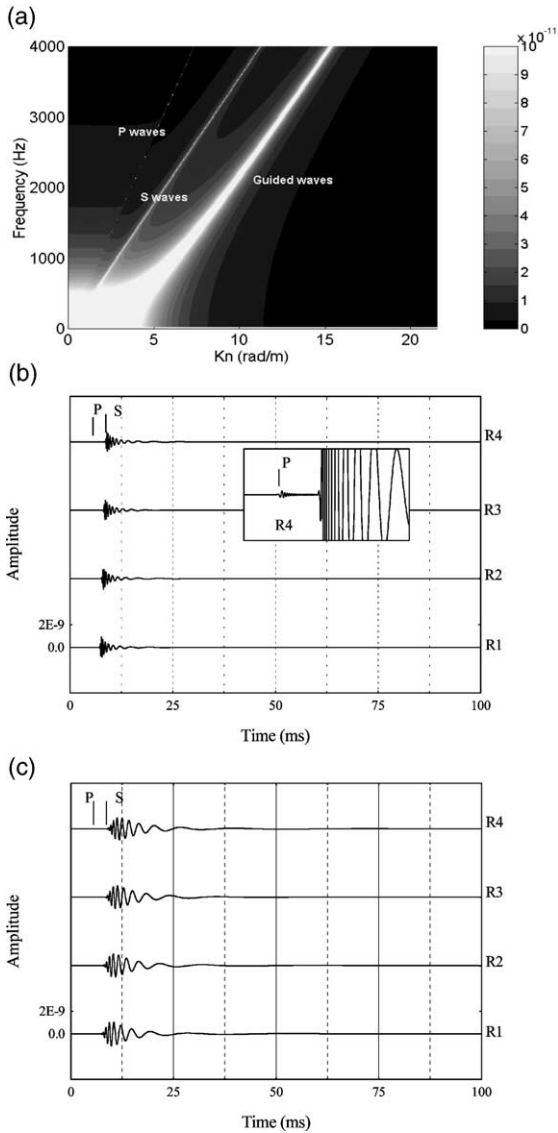 (a)
x 10⁻¹¹
4000
3000
2000
1000
0
Frequency (Hz)
P waves
S waves
Guided waves
0 5 10 15 20
Kn (rad/m)
10
9
8
7
6
5
4
3
2
1
0
(b)
P S
R4
P
R4
R3
R2
2E-9
0.0
R1
Amplitude
0 25 50 75 100
Time (ms)
(c)
P S
R4
R3
R2
2E-9
0.0
R1
Amplitude
0 25 50 75 100
Time (ms)